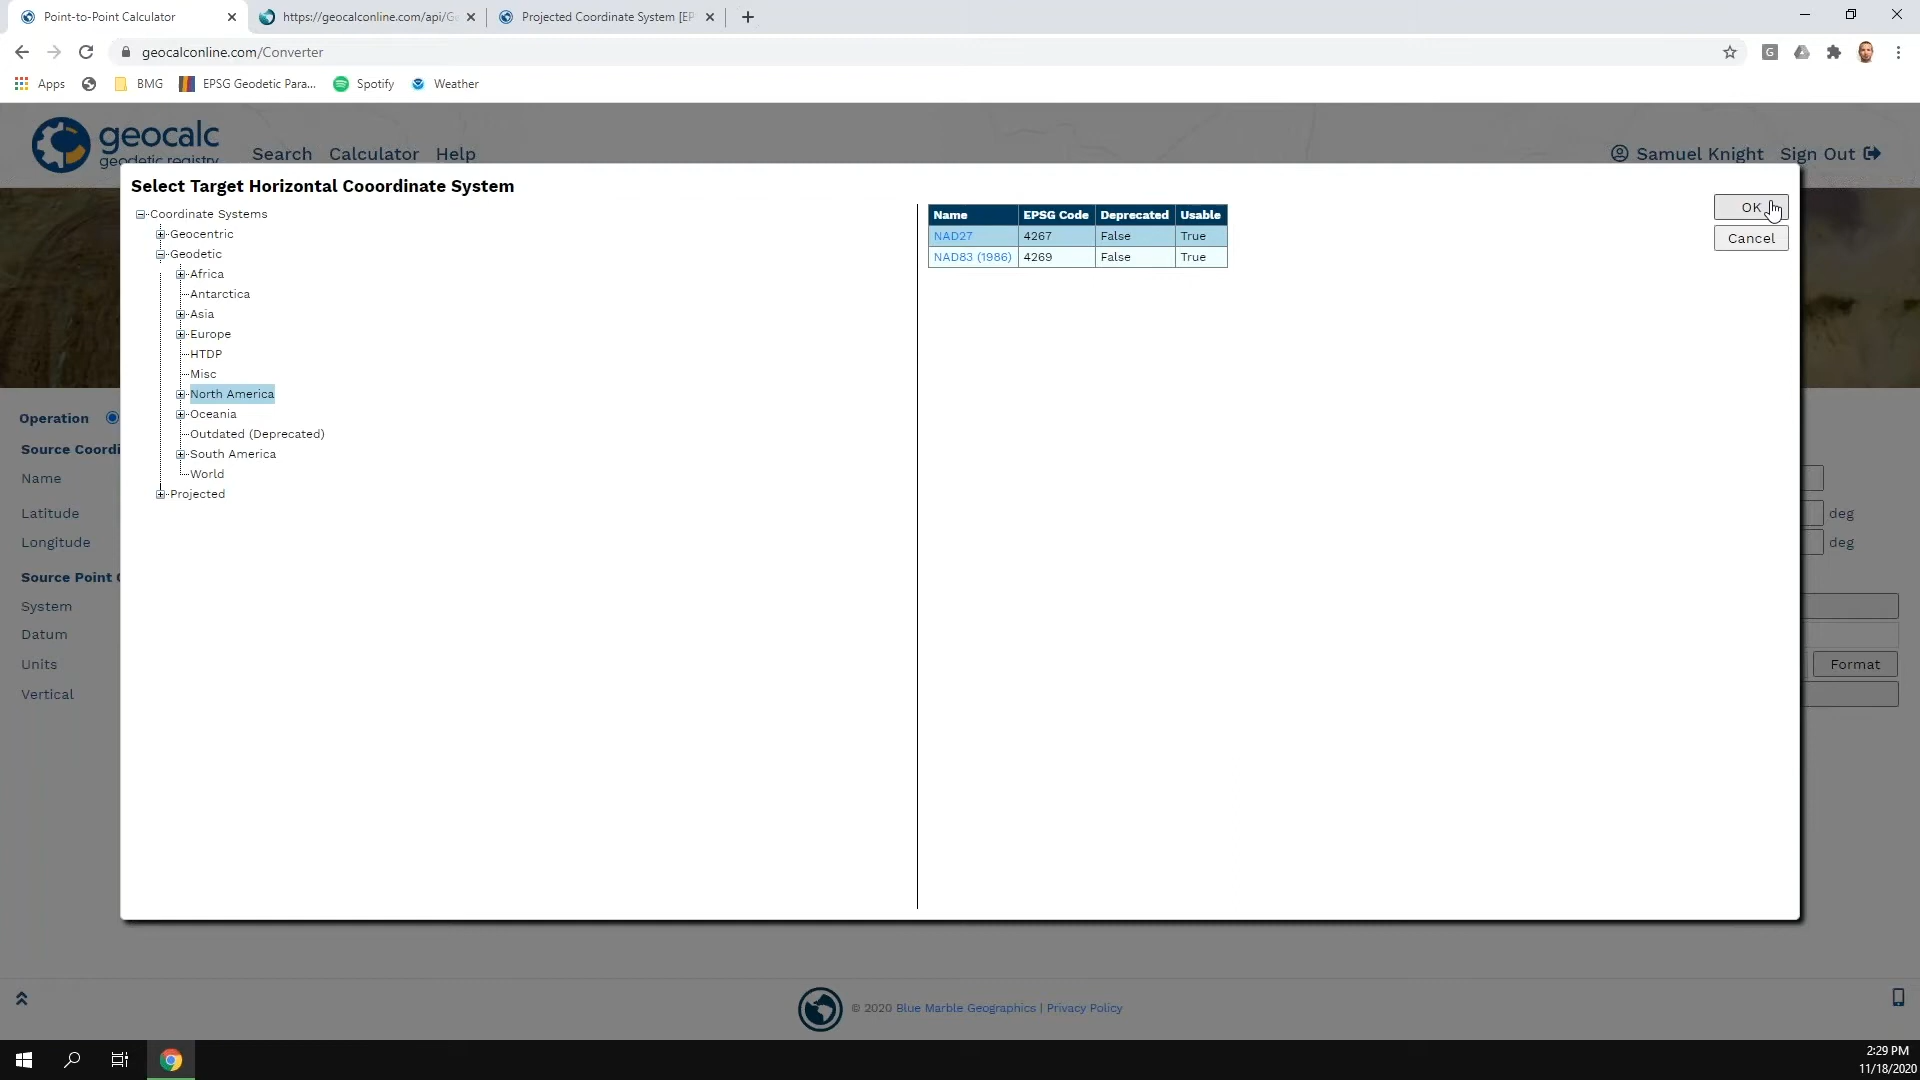 Point-to-Point Calculator
https://geocalconline.com/api/Ge
Projected Coordinate System [EP
geocalconline.com/Converter
Apps
BMG
EPSG Geodetic Para...
Spotify
Weather
geocalc
geodetic registry
Search
Calculator
Help
Samuel Knight
Sign Out
Select Target Horizontal Cooordinate System
Coordinate Systems
Geocentric
Geodetic
Africa
Antarctica
Asia
Europe
HTDP
Misc
North America
Oceania
Outdated (Deprecated)
South America
World
Projected
Name EPSG Code Deprecated Usable
NAD27 4267 False True
NAD83 (1986) 4269 False True
OK
Cancel
Operation
Source Coordi
Name
Latitude
deg
Longitude
deg
Source Point
System
Datum
Units
Format
Vertical
© 2020 Blue Marble Geographics | Privacy Policy
2:29 PM
11/18/2020